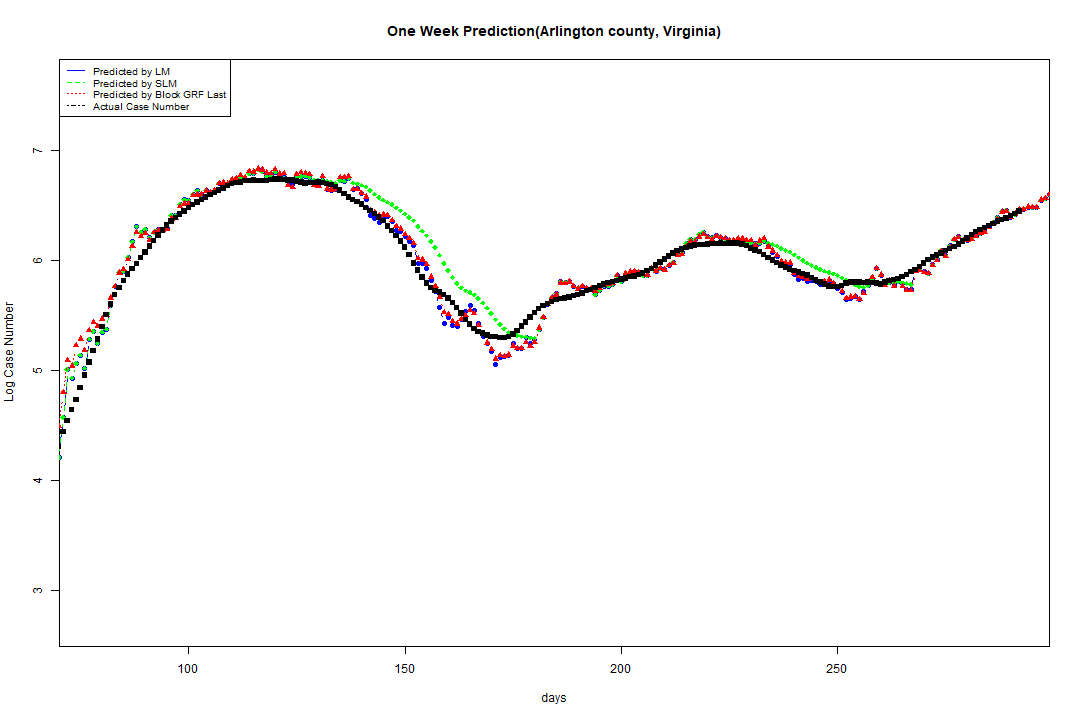 One Week Prediction(Arlington county, Virginia)
Predicted by LM
Predicted by SLM
Predicted by Block GRF Last
Actual Case Number
7
6
5
4
3
Log Case Number
100 150 200 250
days